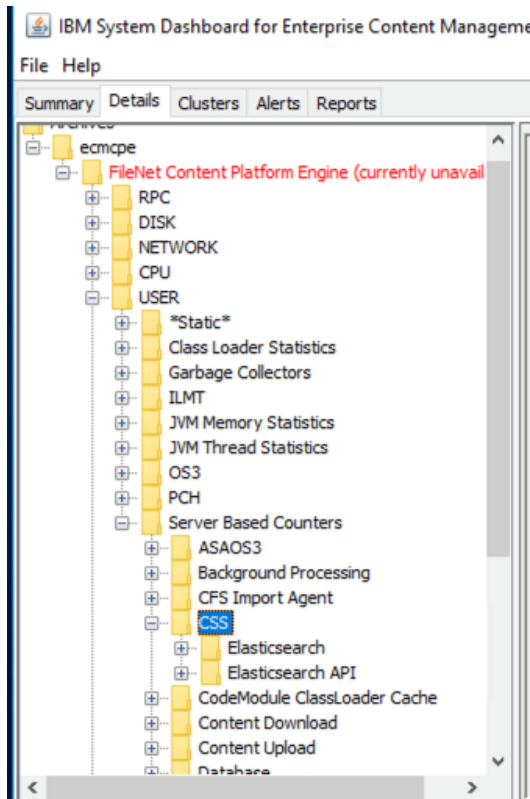 IBM System Dashboard for Enterprise Content Manageme
File Help
Summary Details Clusters Alerts Reports
Archives
ecmcpe
FileNet Content Platform Engine (currently unavail
RPC
DISK
NETWORK
CPU
USER
*Static*
Class Loader Statistics
Garbage Collectors
ILMT
JVM Memory Statistics
JVM Thread Statistics
OS3
PCH
Server Based Counters
ASAOS3
Background Processing
CFS Import Agent
CSS
Elasticsearch
Elasticsearch API
CodeModule ClassLoader Cache
Content Download
Content Upload
Database